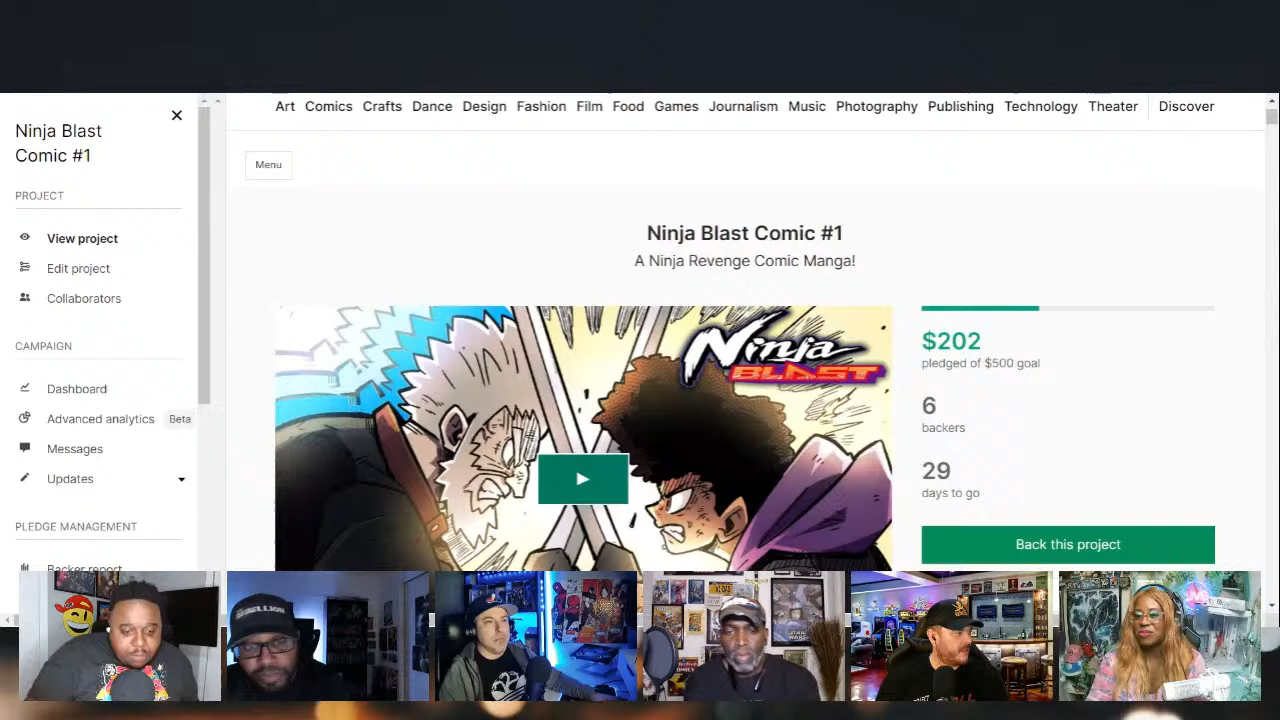 Art Comics Crafts Dance Design Fashion Film Food Games Journalism Music Photography Publishing Technology Theater Discover
Ninja Blast
Comic #1
Menu
PROJECT
View project
Edit project
Collaborators
CAMPAIGN
Dashboard
Advanced analytics Beta
Messages
Updates
PLEDGE MANAGEMENT
Backer report
Ninja Blast Comic #1
A Ninja Revenge Comic Manga!
Ninja
BLAST
$202
pledged of $500 goal
6
backers
29
days to go
Back this project